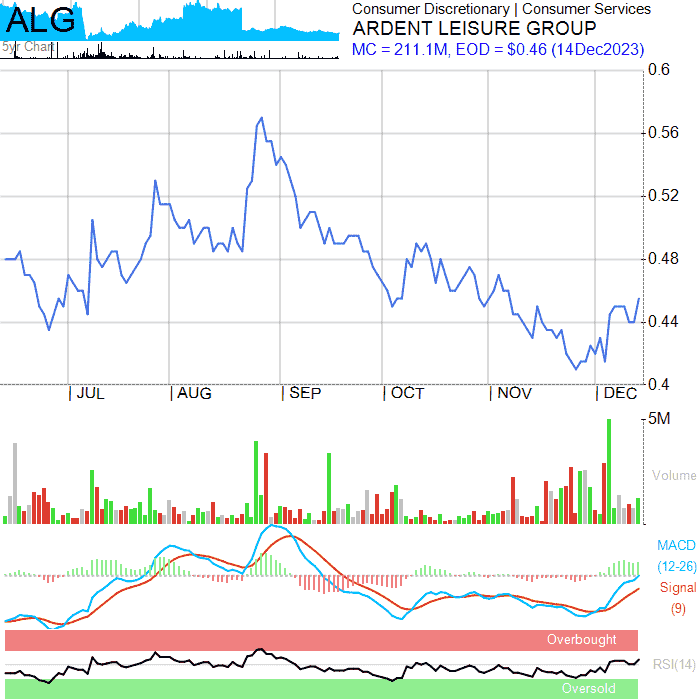 ALG
5yr Chart
Consumer Discretionary | Consumer Services
ARDENT LEISURE GROUP
MC = 211.1M, EOD = $0.46 (14Dec2023)
0.6
0.56
0.52
0.48
0.44
0.4
| JUL | AUG | SEP | OCT | NOV | DEC
5M
Volume
MACD
(12-26)
Signal
(9)
Overbought
RSI(14)
Oversold